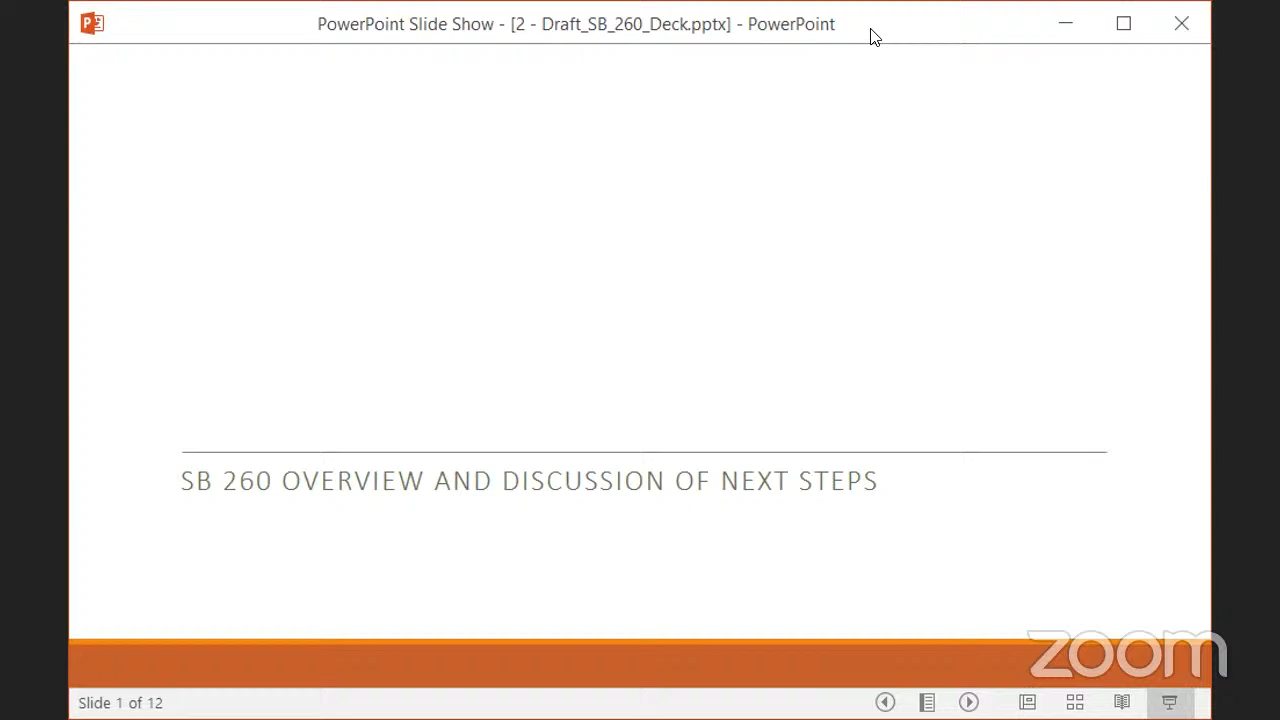 PowerPoint Slide Show - [2 - Draft_SB_260_Deck.pptx] - PowerPoint
SB 260 OVERVIEW AND DISCUSSION OF NEXT STEPS
zoom
Slide 1 of 12